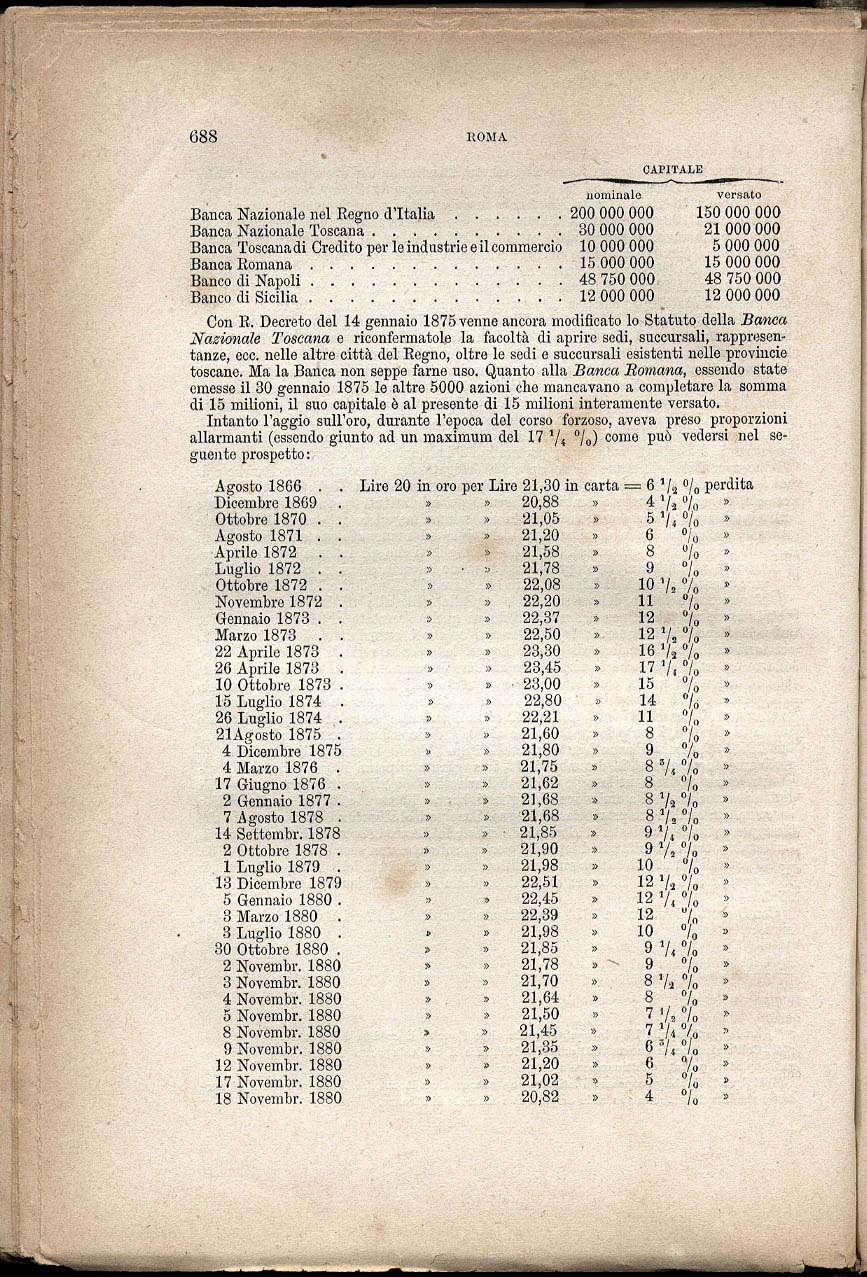 688 ROMA
CAPITALE
nominale versato
Banca Nazionale nel Regno d'Italia . . . . . . 200 000 000 150 000 000
Banca Nazionale Toscana . . . . . . . . . . 30 000 000 21 000 000
Banca Toscana di Credito per le industrie e il commercio 10 000 000 5 000 000
Banca Romana . . . . . . . . . . . . . 15 000 000 15 000 000
Banco di Napoli . . . . . . . . . . . . . 48 750 000 48 750 000
Banco di Sicilia . . . . . . . . . . . . . 12 000 000 12 000 000
Con R. Decreto del 14 gennaio 1875 venne ancora modificato lo Statuto della Banca
Nazionale Toscana e riconfermatole la facoltà di aprire sedi, succursali, rappresen-
tanze, ecc. nelle altre città del Regno, oltre le sedi e succursali esistenti nelle provincie
toscane. Ma la Banca non seppe farne uso. Quanto alla Banca Romana, essendo state
emesse il 30 gennaio 1875 le altre 5000 azioni che mancavano a completare la somma
di 15 milioni, il suo capitale è al presente di 15 milioni interamente versato.
Intanto l'aggio sull'oro, durante l'epoca del corso forzoso, aveva preso proporzioni
allarmanti (essendo giunto ad un maximum del 17 1/4 %) come può vedersi nel se-
guente prospetto:
Agosto 1866 . . Lire 20 in oro per Lire 21,30 in carta = 6 1/2 % perdita
Dicembre 1869 . » » 20,88 » 4 1/2 % »
Ottobre 1870 . . » » 21,05 » 5 1/4 % »
Agosto 1871 . . » » 21,20 » 6 % »
Aprile 1872 . . » » 21,58 » 8 % »
Luglio 1872 . . » » 21,78 » 9 % »
Ottobre 1872 . . » » 22,08 » 10 1/2 % »
Novembre 1872 . » » 22,20 » 11 % »
Gennaio 1873 . . » » 22,37 » 12 % »
Marzo 1873 . . » » 22,50 » 12 1/2 % »
22 Aprile 1873 . » » 23,30 » 16 1/2 % »
26 Aprile 1873 . » » 23,45 » 17 1/4 % »
10 Ottobre 1873 . » » 23,00 » 15 % »
15 Luglio 1874 . » » 22,80 » 14 % »
26 Luglio 1874 . » » 22,21 » 11 % »
21 Agosto 1875 . » » 21,60 » 8 % »
4 Dicembre 1875 » » 21,80 » 9 % »
4 Marzo 1876 . » » 21,75 » 8 3/4 % »
17 Giugno 1876 . » » 21,62 » 8 % »
2 Gennaio 1877 . » » 21,68 » 8 1/2 % »
7 Agosto 1878 . » » 21,68 » 8 1/2 % »
14 Settembr. 1878 » » 21,85 » 9 1/4 % »
2 Ottobre 1878 . » » 21,90 » 9 1/2 % »
1 Luglio 1879 . » » 21,98 » 10 % »
13 Dicembre 1879 » » 22,51 » 12 1/2 % »
5 Gennaio 1880 . » » 22,45 » 12 1/4 % »
3 Marzo 1880 . » » 22,39 » 12 % »
3 Luglio 1880 . » » 21,98 » 10 % »
30 Ottobre 1880 . » » 21,85 » 9 1/4 % »
2 Novembr. 1880 » » 21,78 » 9 % »
3 Novembr. 1880 » » 21,70 » 8 1/2 % »
4 Novembr. 1880 » » 21,64 » 8 % »
5 Novembr. 1880 » » 21,50 » 7 1/2 % »
8 Novembr. 1880 » » 21,45 » 7 1/4 % »
9 Novembr. 1880 » » 21,35 » 6 3/4 % »
12 Novembr. 1880 » » 21,20 » 6 % »
17 Novembr. 1880 » » 21,02 » 5 % »
18 Novembr. 1880 » » 20,82 » 4 % »